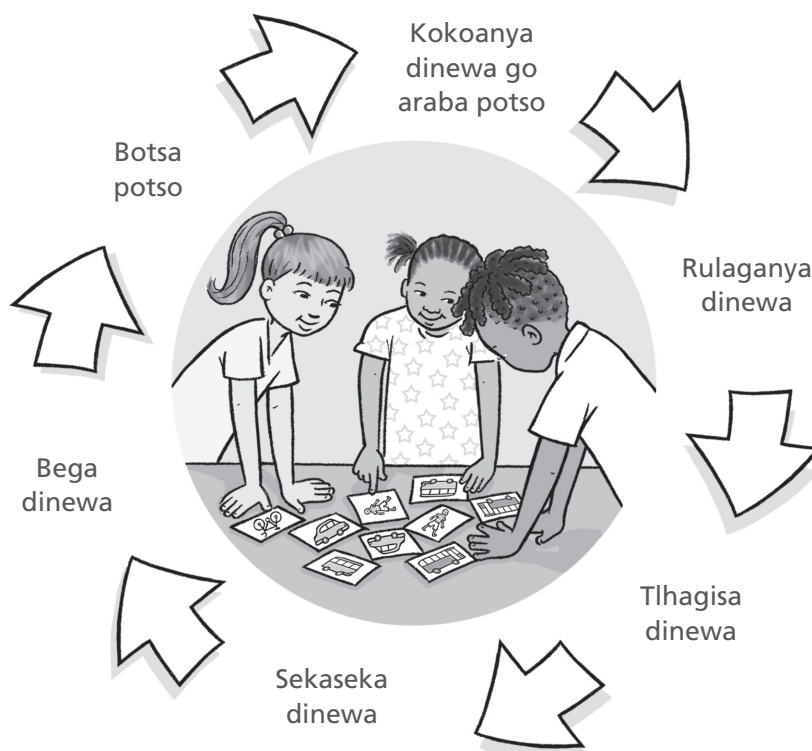 Kokoanya
dinewa go
araba potso
Rulaganya
dinewa
Tlhagisa
dinewa
Sekaseka
dinewa
Bega
dinewa
Botsa
potso